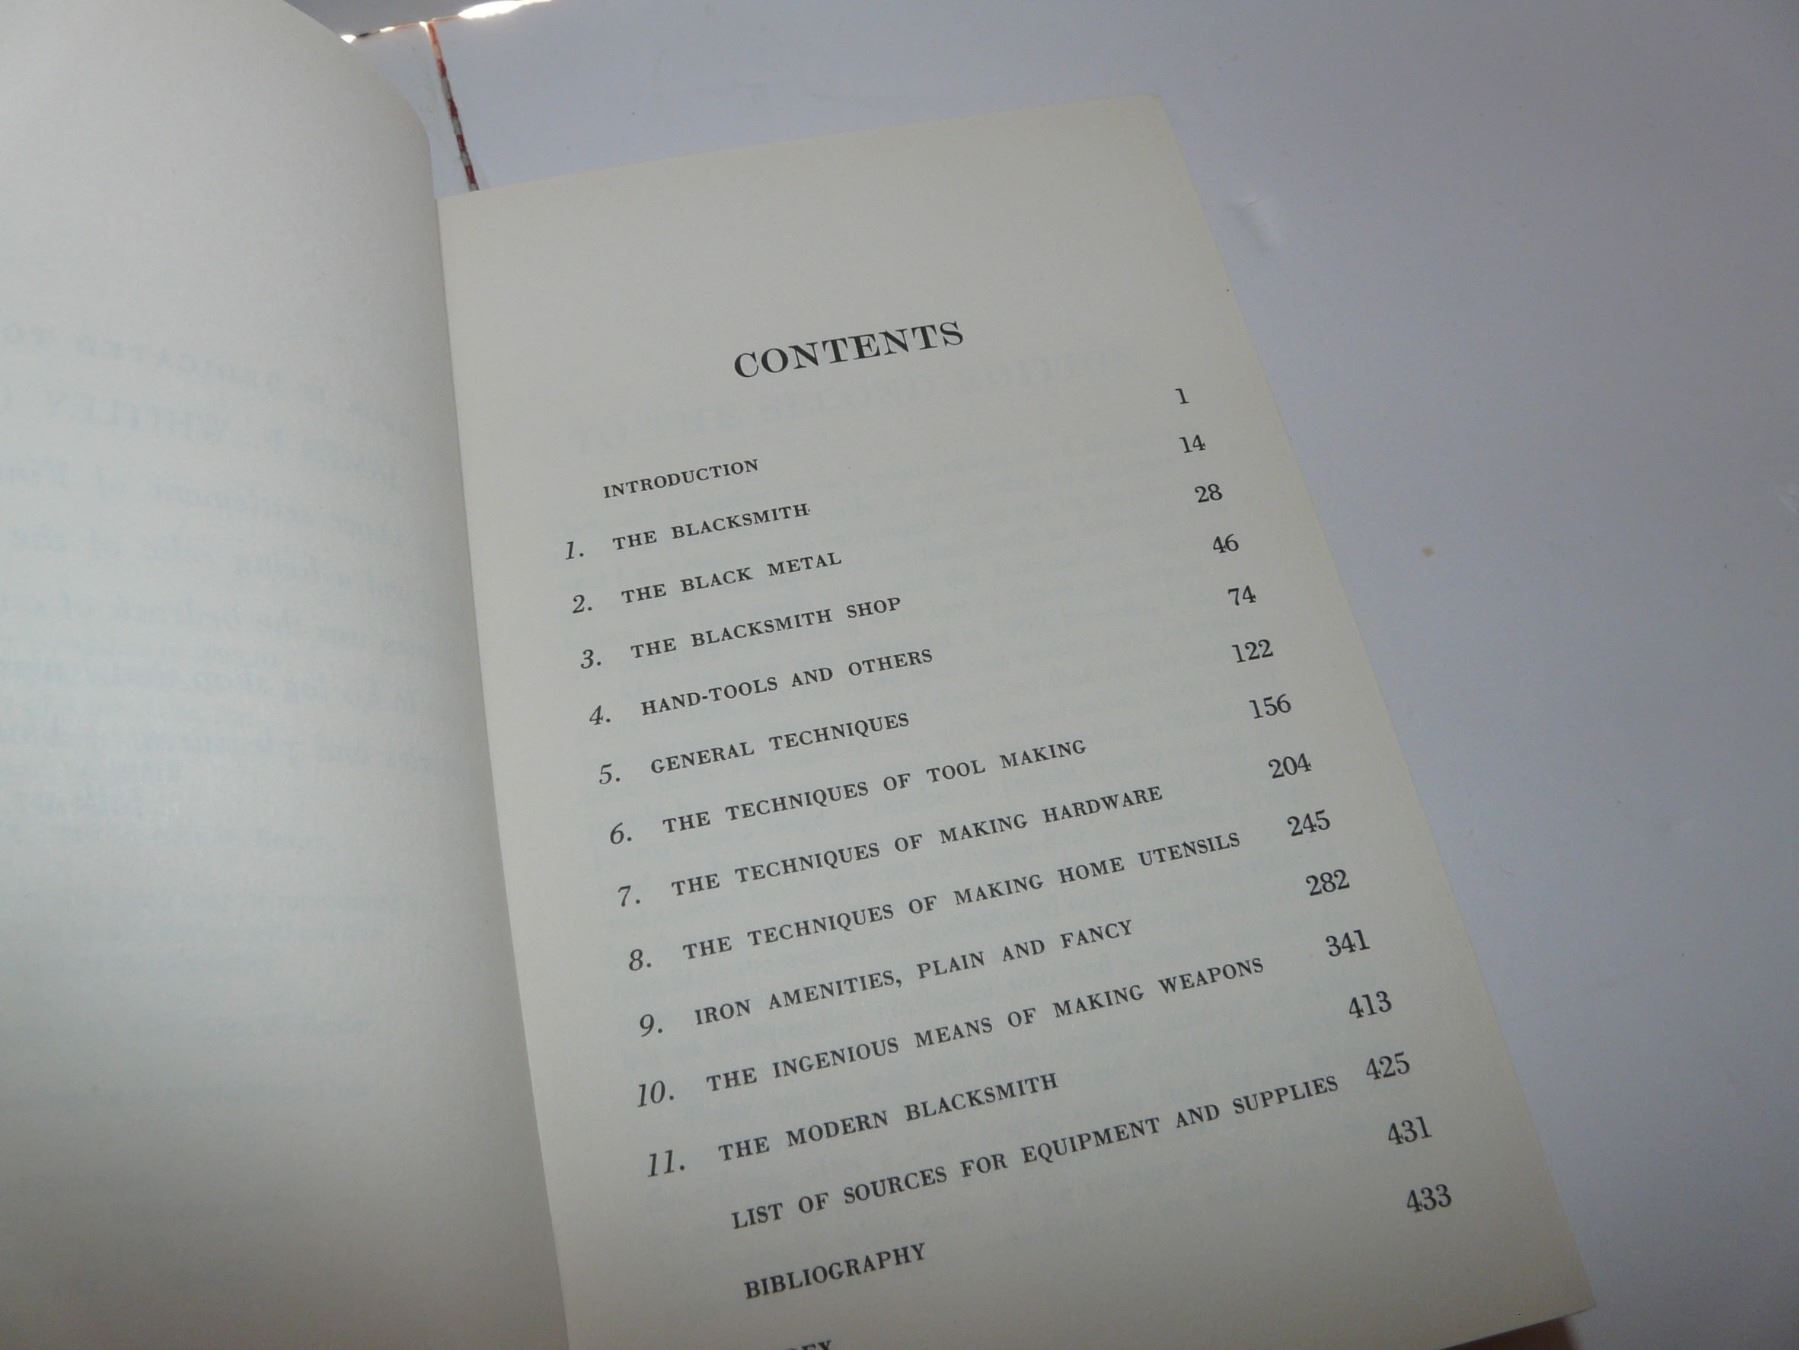 CONTENTS
INTRODUCTION 1
1. THE BLACKSMITH 14
2. THE BLACK METAL 28
3. THE BLACKSMITH SHOP 46
4. HAND-TOOLS AND OTHERS 74
5. GENERAL TECHNIQUES 122
6. THE TECHNIQUES OF TOOL MAKING 156
7. THE TECHNIQUES OF MAKING HARDWARE 204
8. THE TECHNIQUES OF MAKING HOME UTENSILS 245
9. IRON AMENITIES, PLAIN AND FANCY 282
10. THE INGENIOUS MEANS OF MAKING WEAPONS 341
11. THE MODERN BLACKSMITH 413
LIST OF SOURCES FOR EQUIPMENT AND SUPPLIES 425
BIBLIOGRAPHY 431
433